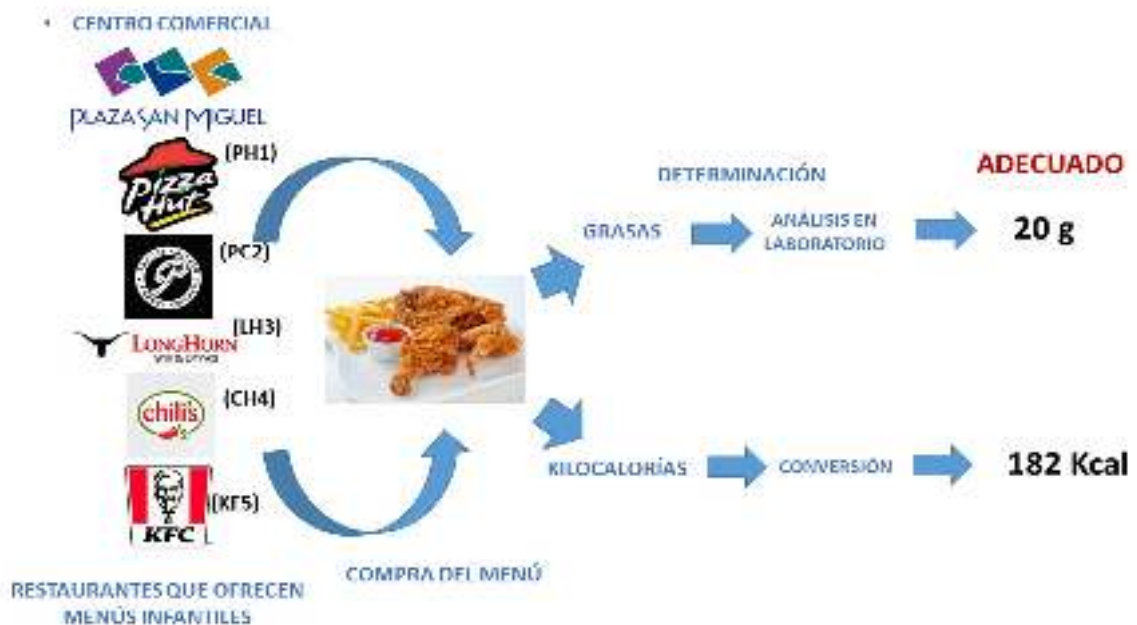 • CENTRO COMERCIAL
PLAZA SAN MIGUEL
Pizza
Hut
(PH1)
(PC2)
LONGHORN
(LH3)
chili's
(CH4)
KFC
(KF5)
RESTAURANTES QUE OFRECEN
MENÚS INFANTILES
COMPRA DEL MENÚ
DETERMINACIÓN
GRASAS
ANÁLISIS EN
LABORATORIO
ADECUADO
20 g
KILOCALORÍAS
CONVERSIÓN
182 Kcal